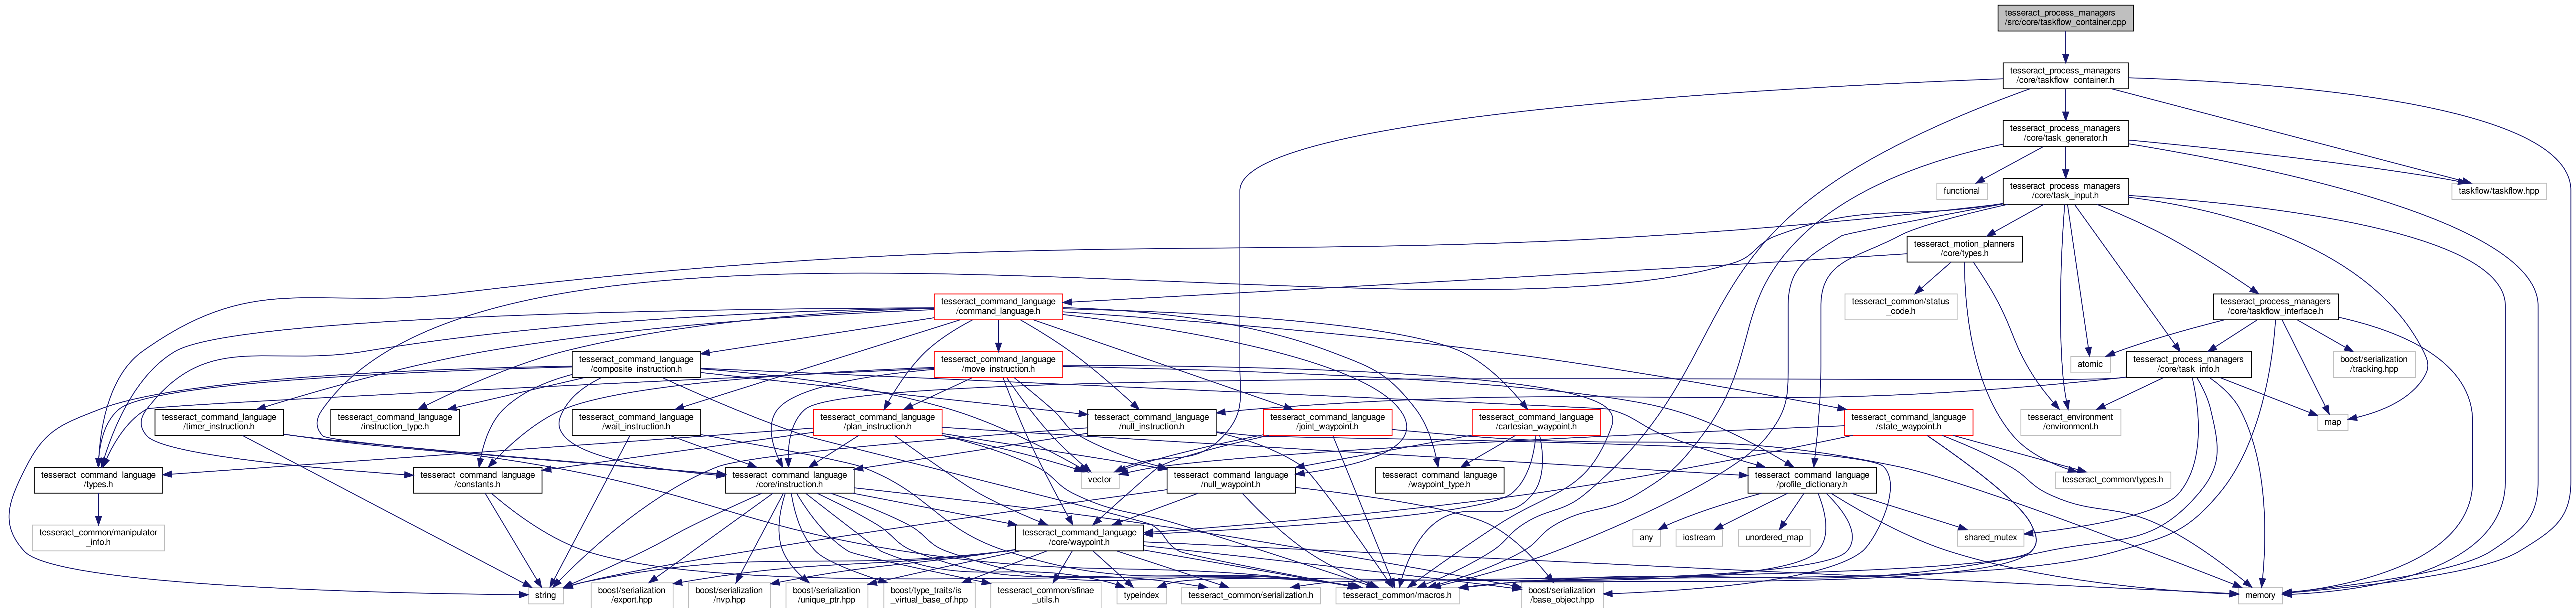 tesseract_process_managers
/src/core/taskflow_container.cpp
tesseract_process_managers
/core/taskflow_container.h
tesseract_process_managers
/core/task_generator.h
functional
tesseract_process_managers
/core/task_input.h
taskflow/taskflow.hpp
tesseract_motion_planners
/core/types.h
tesseract_command_language
/command_language.h
tesseract_common/status
_code.h
tesseract_process_managers
/core/taskflow_interface.h
tesseract_command_language
/composite_instruction.h
tesseract_command_language
/move_instruction.h
atomic
tesseract_process_managers
/core/task_info.h
boost/serialization
/tracking.hpp
tesseract_command_language
/timer_instruction.h
tesseract_command_language
/instruction_type.h
tesseract_command_language
/wait_instruction.h
tesseract_command_language
/plan_instruction.h
tesseract_command_language
/null_instruction.h
tesseract_command_language
/joint_waypoint.h
tesseract_command_language
/cartesian_waypoint.h
tesseract_command_language
/state_waypoint.h
tesseract_environment
/environment.h
map
tesseract_command_language
/types.h
tesseract_command_language
/constants.h
tesseract_command_language
/core/instruction.h
vector
tesseract_command_language
/null_waypoint.h
tesseract_command_language
/waypoint_type.h
tesseract_command_language
/profile_dictionary.h
tesseract_common/types.h
tesseract_common/manipulator
_info.h
tesseract_command_language
/core/waypoint.h
any
iostream
unordered_map
shared_mutex
string
boost/serialization
/export.hpp
boost/serialization
/nvp.hpp
boost/serialization
/unique_ptr.hpp
boost/type_traits/is
_virtual_base_of.hpp
tesseract_common/sfinae
_utils.h
typeindex
tesseract_common/serialization.h
tesseract_common/macros.h
boost/serialization
/base_object.hpp
memory